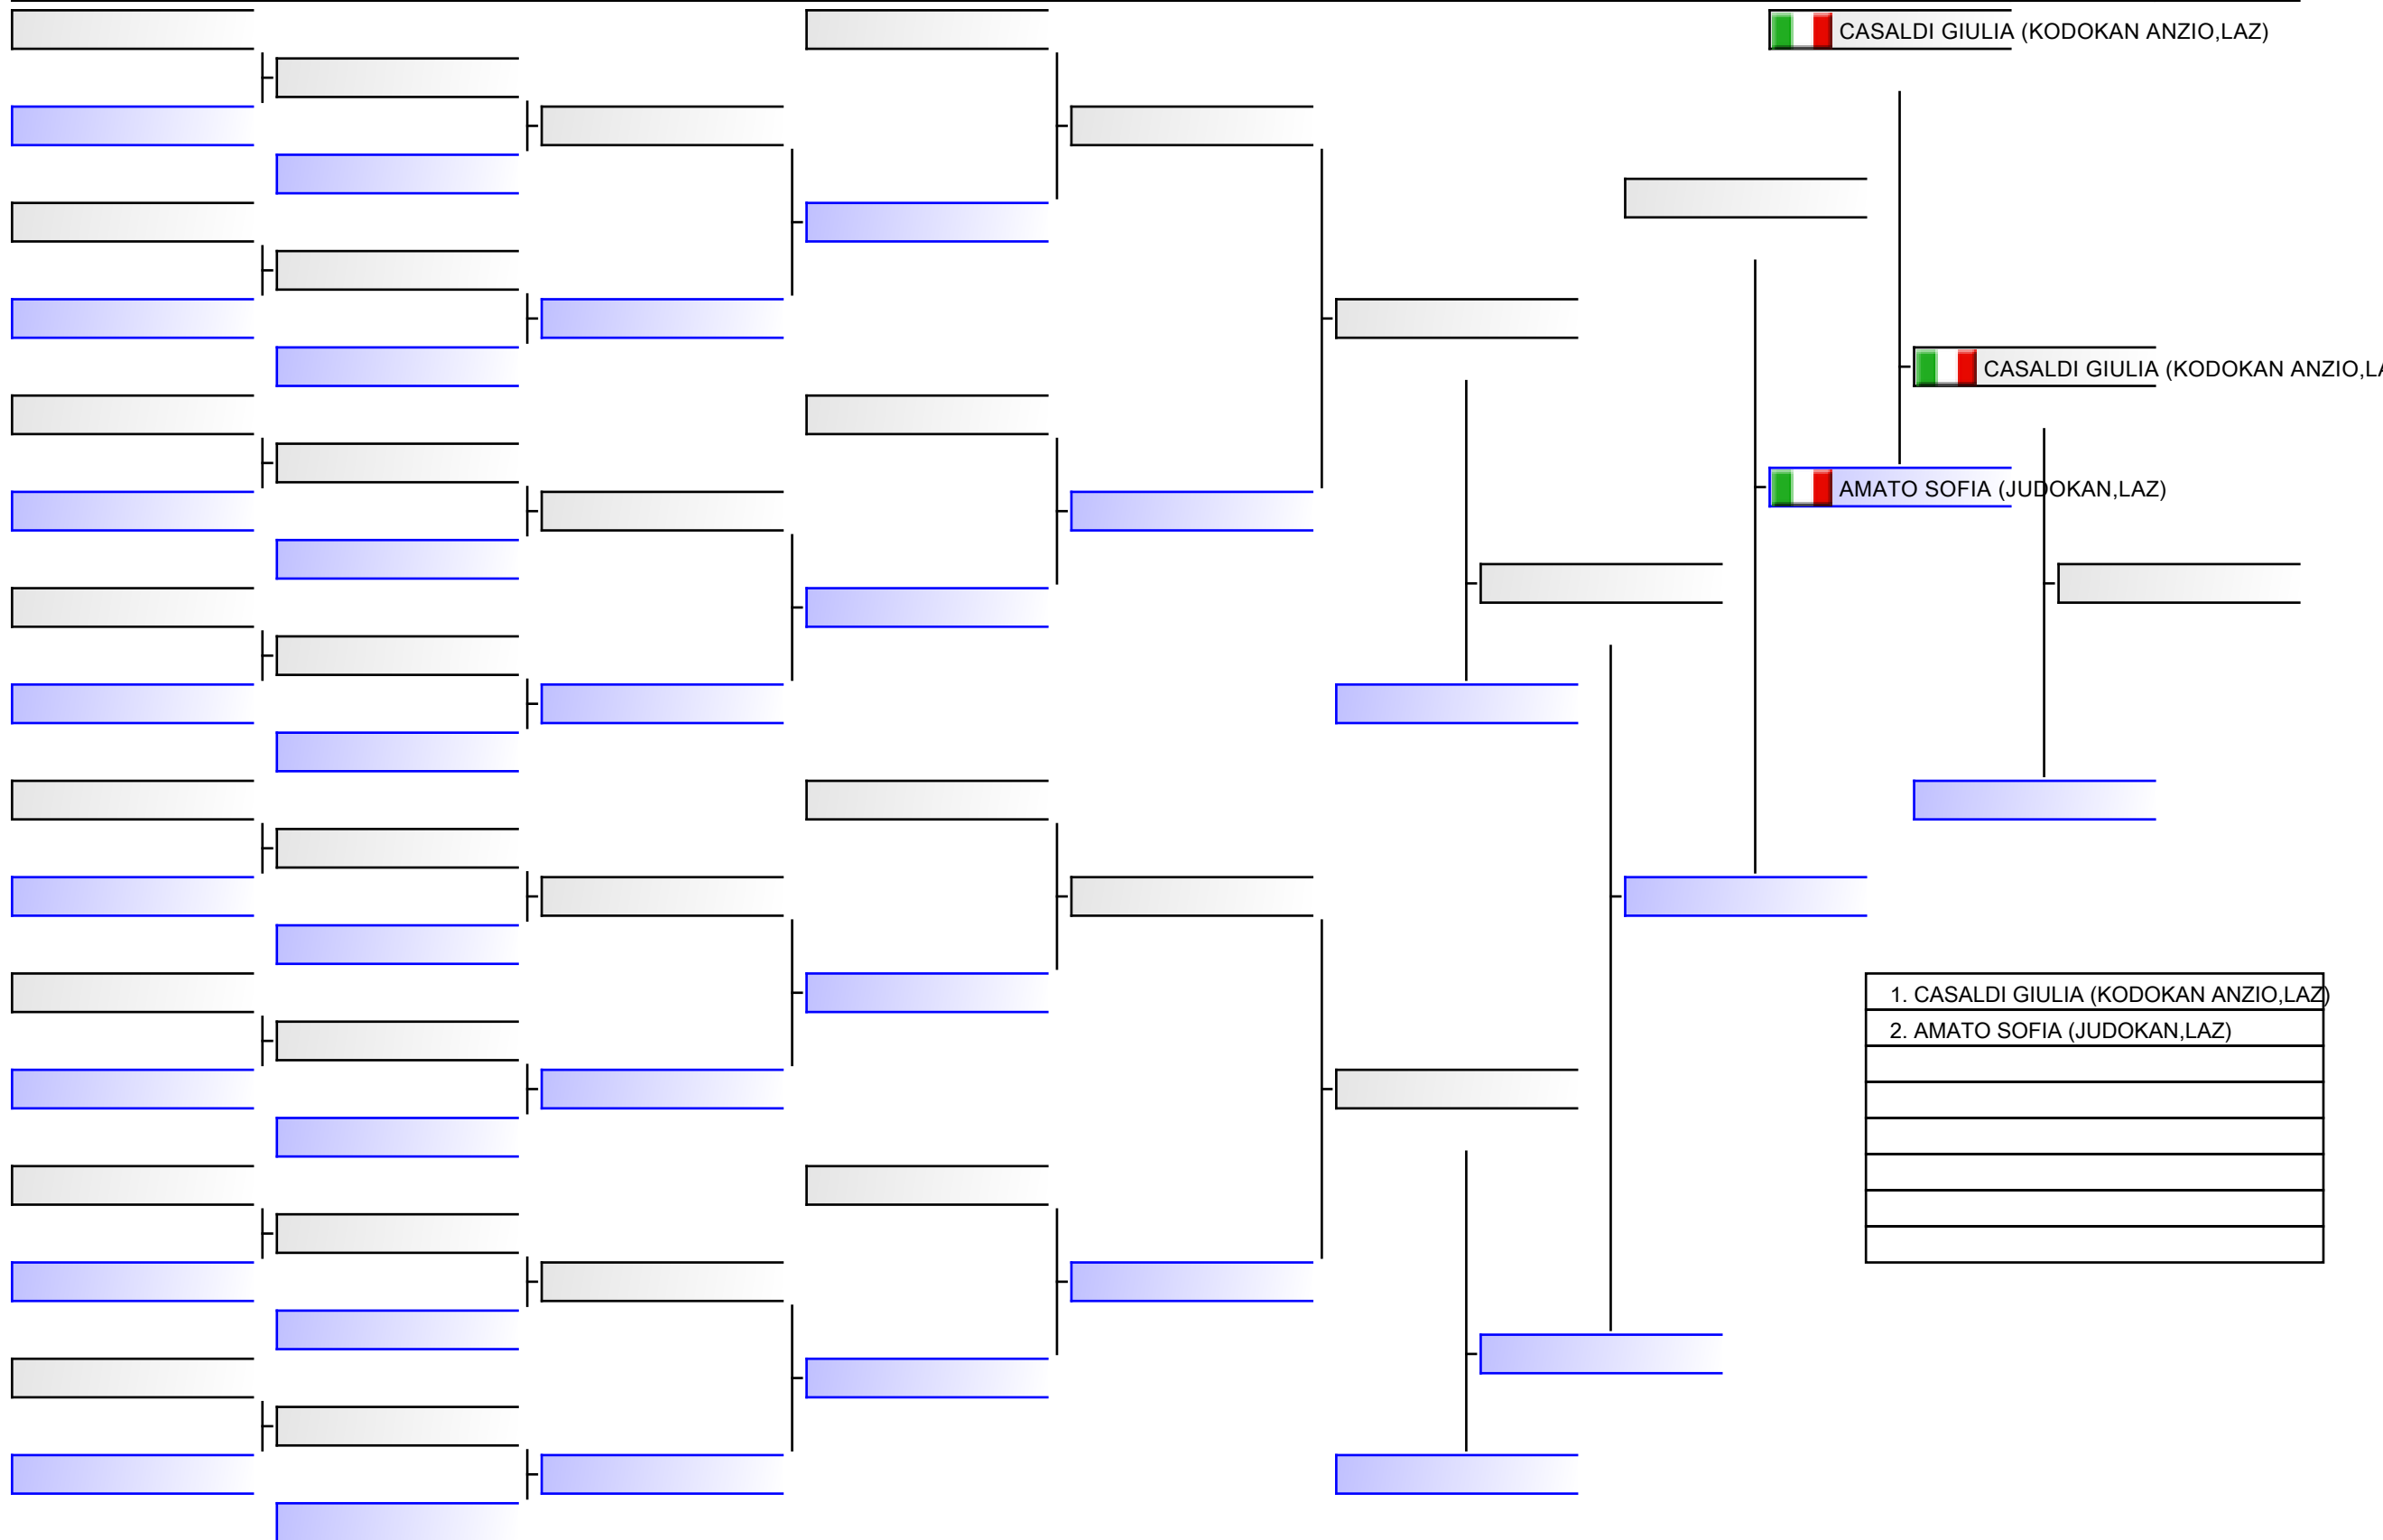 CASALDI GIULIA (KODOKAN ANZIO,LAZ)
CASALDI GIULIA (KODOKAN ANZIO,LA
AMATO SOFIA (JUDOKAN,LAZ)
1. CASALDI GIULIA (KODOKAN ANZIO,LAZ)
2. AMATO SOFIA (JUDOKAN,LAZ)